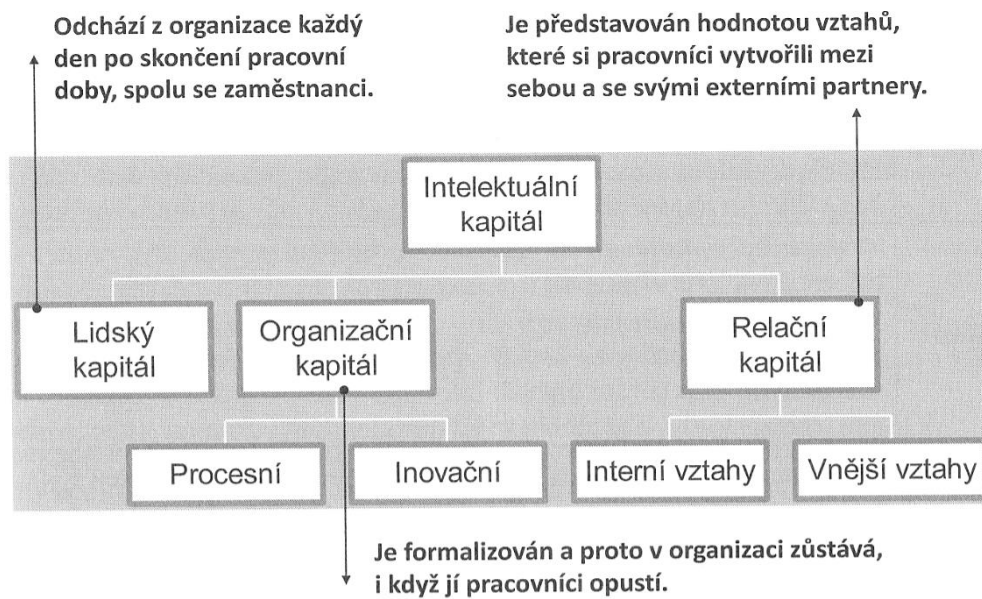 Odchází z organizace každý
den po skončení pracovní
doby, spolu se zaměstnanci.
Je představován hodnotou vztahů,
které si pracovníci vytvořili mezi
sebou a se svými externími partnery.
Intelektuální
kapitál
Lidský
kapitál
Organizační
kapitál
Relační
kapitál
Procesní
Inovační
Interní vztahy
Vnější vztahy
Je formalizován a proto v organizaci zůstává,
i když jí pracovníci opustí.